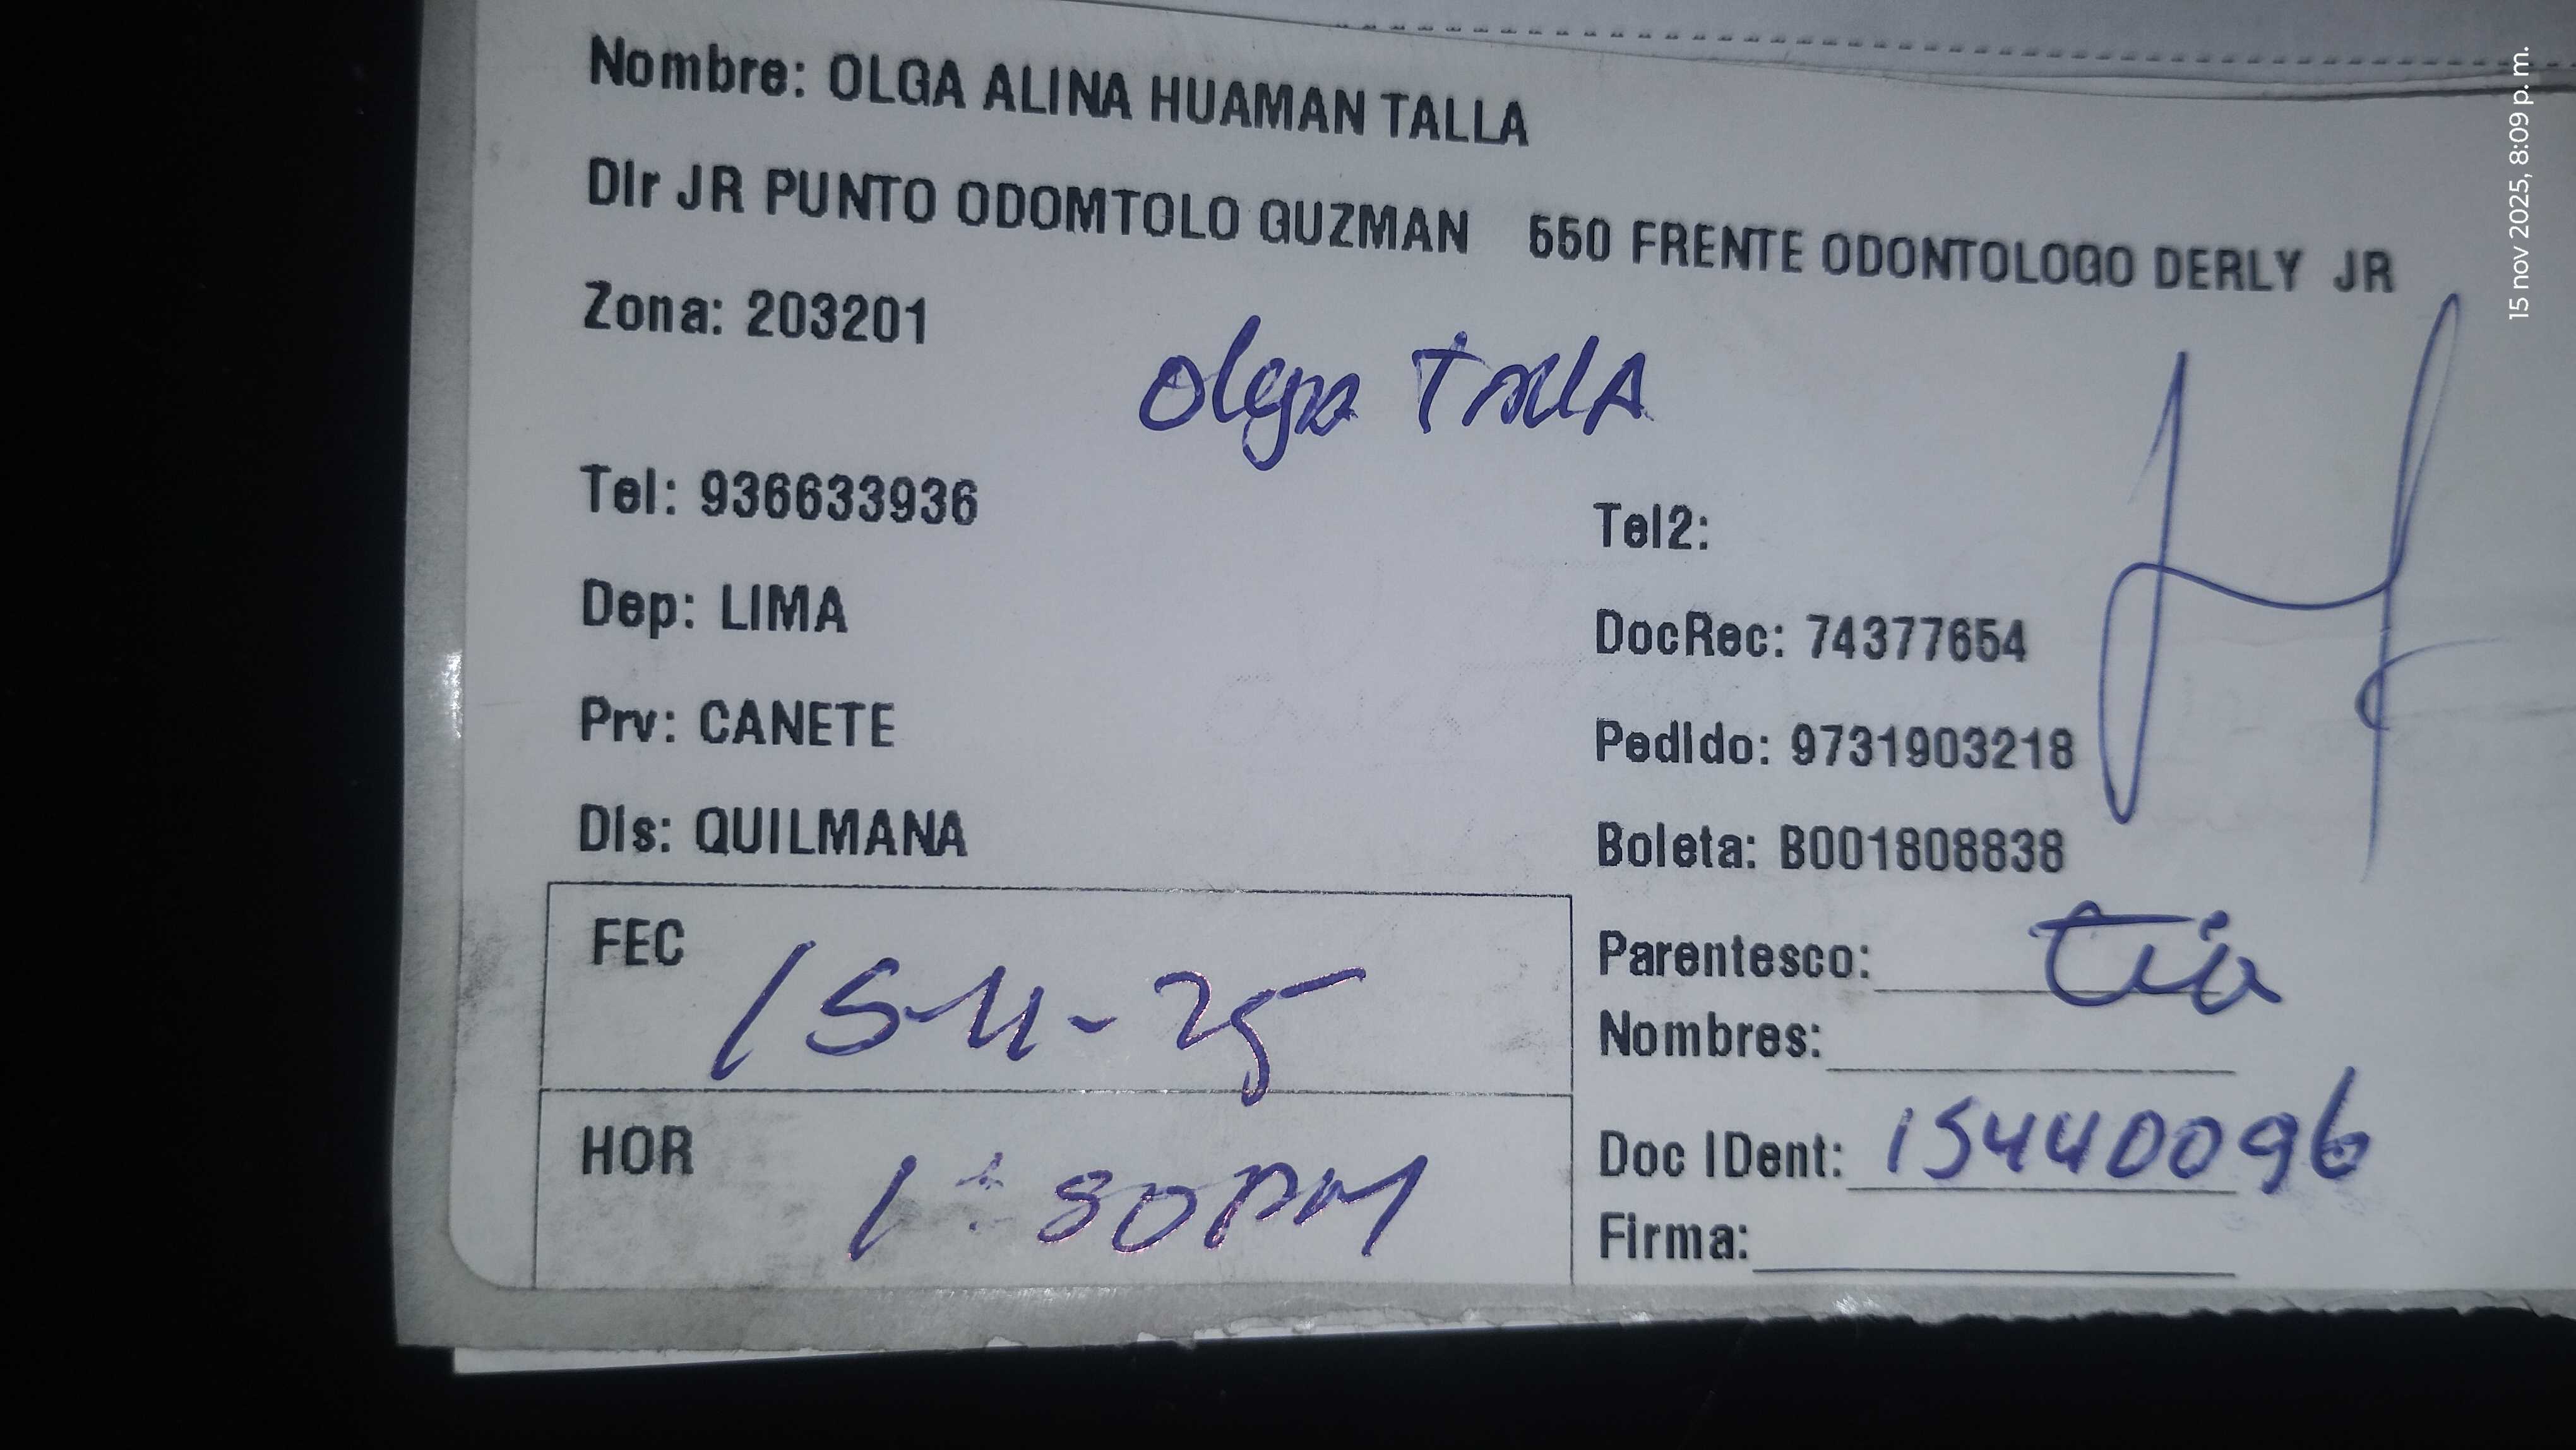 Nombre: OLGA ALINA HUAMAN TALLA
Dir JR PUNTO ODOMTOLO GUZMAN 550 FRENTE ODONTOLOGO DERLY JR
Zona: 203201
Olga TALLA
Tel: 936633936
Tel2:
Dep: LIMA
DocRec: 74377654
Prv: CANETE
Pedido: 9731903218
Dis: QUILMANA
Boleta: B001808838
FEC 15-11-25
Parentesco: tia
Nombres:
HOR 1:30PM
Doc IDent: 15440096
Firma:
15 nov 2025, 8:09 p. m.